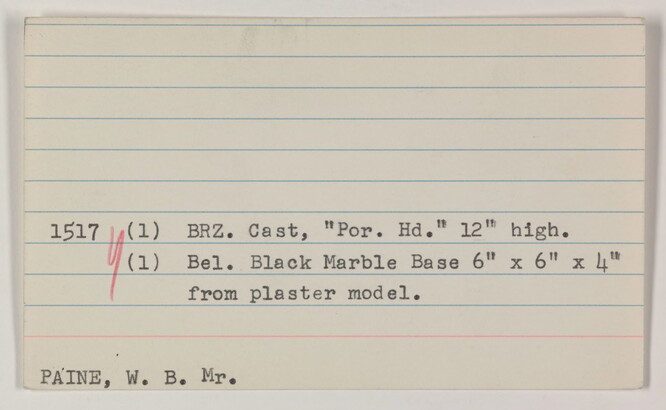 1517 (1) BRZ. Cast, "Por. Hd." 12" high.
(1) Bel. Black Marble Base 6" x 6" x 4"
from plaster model.
PAINE, W. B. Mr.